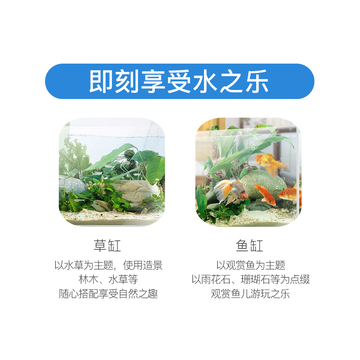 即刻享受水之乐
草缸
以水草为主题，使用造景
林木、水草等
随心搭配享受自然之趣
鱼缸
以观赏鱼为主题
以雨花石、珊瑚石等为点缀
观赏鱼儿游玩之乐